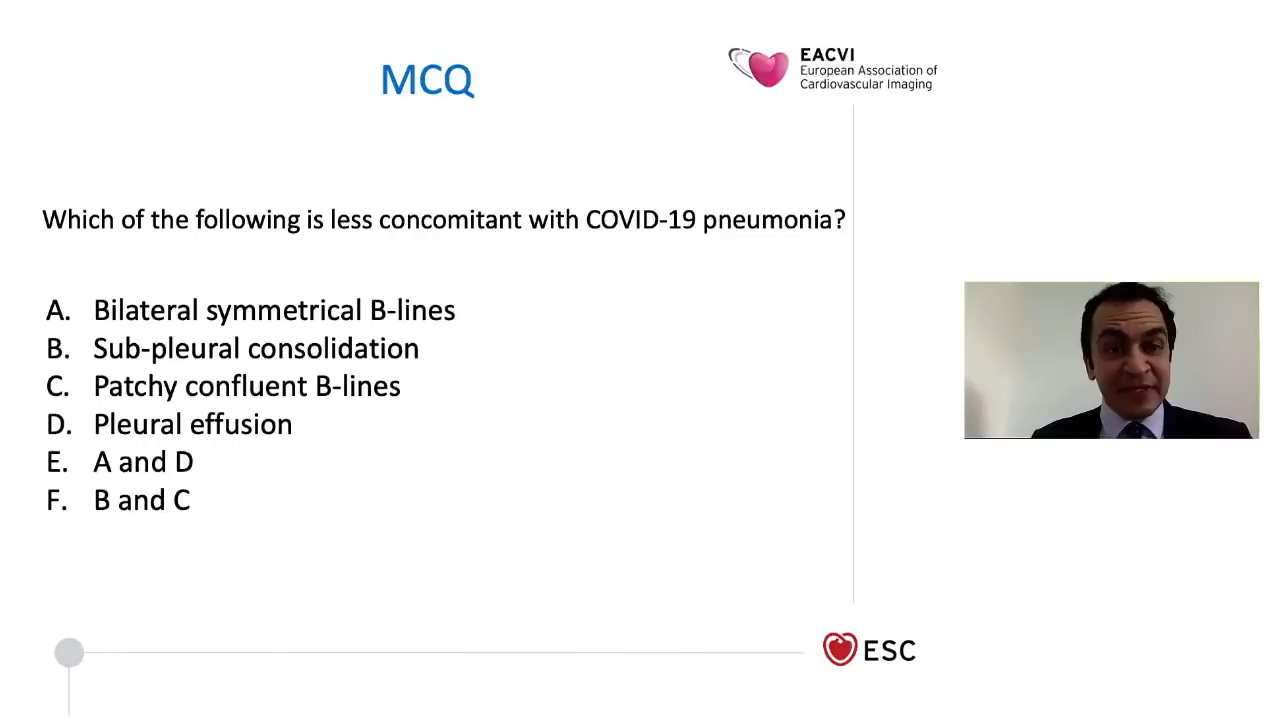 MCQ
EACVI
European Association of
Cardiovascular Imaging
Which of the following is less concomitant with COVID-19 pneumonia?
A. Bilateral symmetrical B-lines
B. Sub-pleural consolidation
C. Patchy confluent B-lines
D. Pleural effusion
E. A and D
F. B and C
ESC